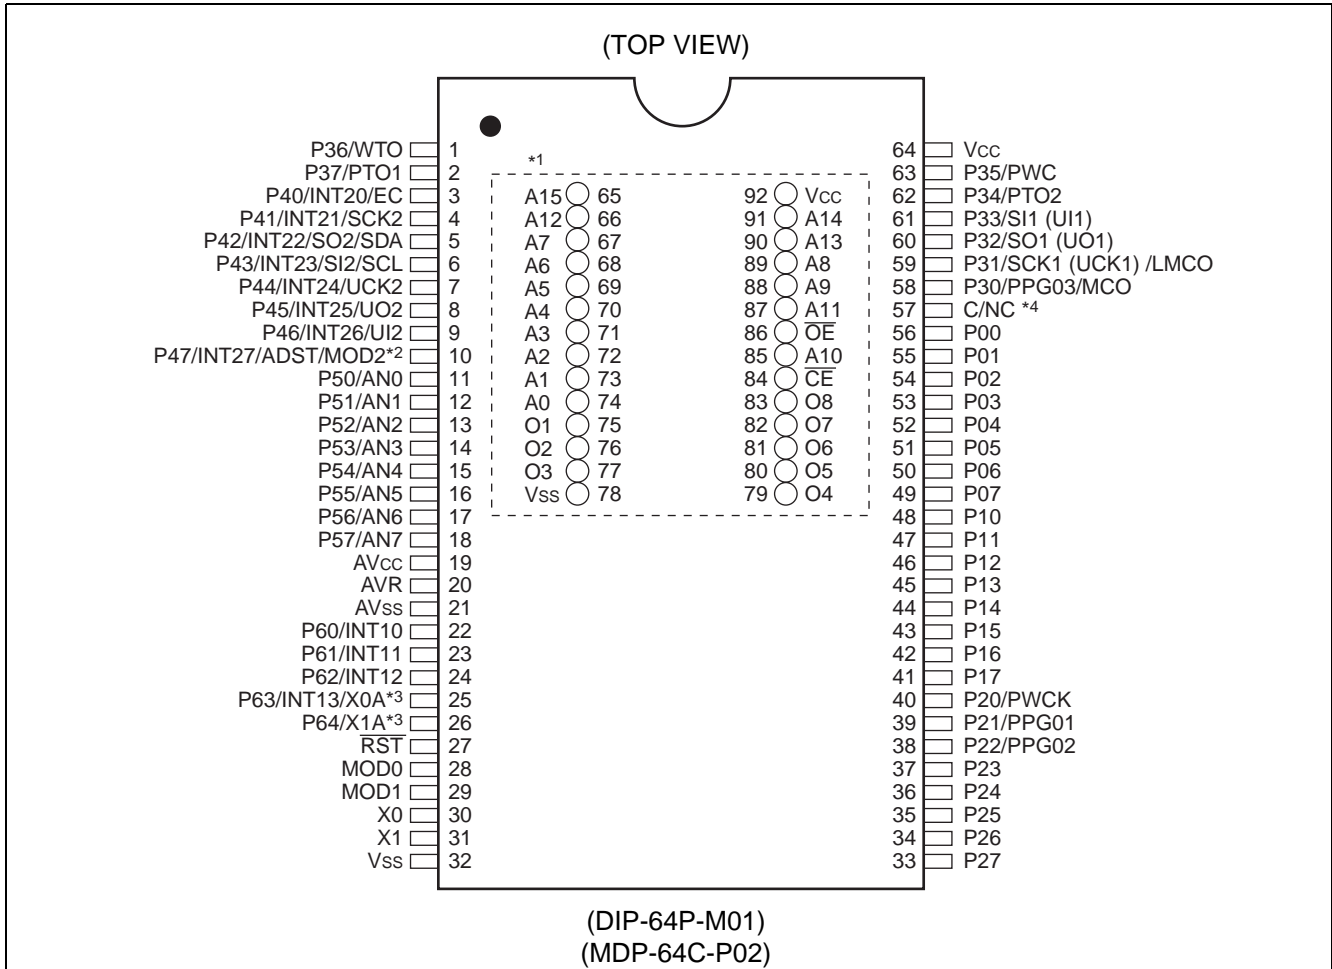 (TOP VIEW)
P36/WTO 1 64 Vcc
P37/PTO1 2 *1 63 P35/PWC
P40/INT20/EC 3 A15 65 92 Vcc 62 P34/PTO2
P41/INT21/SCK2 4 A12 66 91 A14 61 P33/SI1 (UI1)
P42/INT22/SO2/SDA 5 A7 67 90 A13 60 P32/SO1 (UO1)
P43/INT23/SI2/SCL 6 A6 68 89 A8 59 P31/SCK1 (UCK1) /LMCO
P44/INT24/UCK2 7 A5 69 88 A9 58 P30/PPG03/MCO
P45/INT25/UO2 8 A4 70 87 A11 57 C/NC *4
P46/INT26/UI2 9 A3 71 86 O̅E̅ 56 P00
P47/INT27/ADST/MOD2*2 10 A2 72 85 A10 55 P01
P50/AN0 11 A1 73 84 C̅E̅ 54 P02
P51/AN1 12 A0 74 83 O8 53 P03
P52/AN2 13 O1 75 82 O7 52 P04
P53/AN3 14 O2 76 81 O6 51 P05
P54/AN4 15 O3 77 80 O5 50 P06
P55/AN5 16 Vss 78 79 O4 49 P07
P56/AN6 17 48 P10
P57/AN7 18 47 P11
AVcc 19 46 P12
AVR 20 45 P13
AVss 21 44 P14
P60/INT10 22 43 P15
P61/INT11 23 42 P16
P62/INT12 24 41 P17
P63/INT13/X0A*3 25 40 P20/PWCK
P64/X1A*3 26 39 P21/PPG01
R̅S̅T̅ 27 38 P22/PPG02
MOD0 28 37 P23
MOD1 29 36 P24
X0 30 35 P25
X1 31 34 P26
Vss 32 33 P27
(DIP-64P-M01)
(MDP-64C-P02)